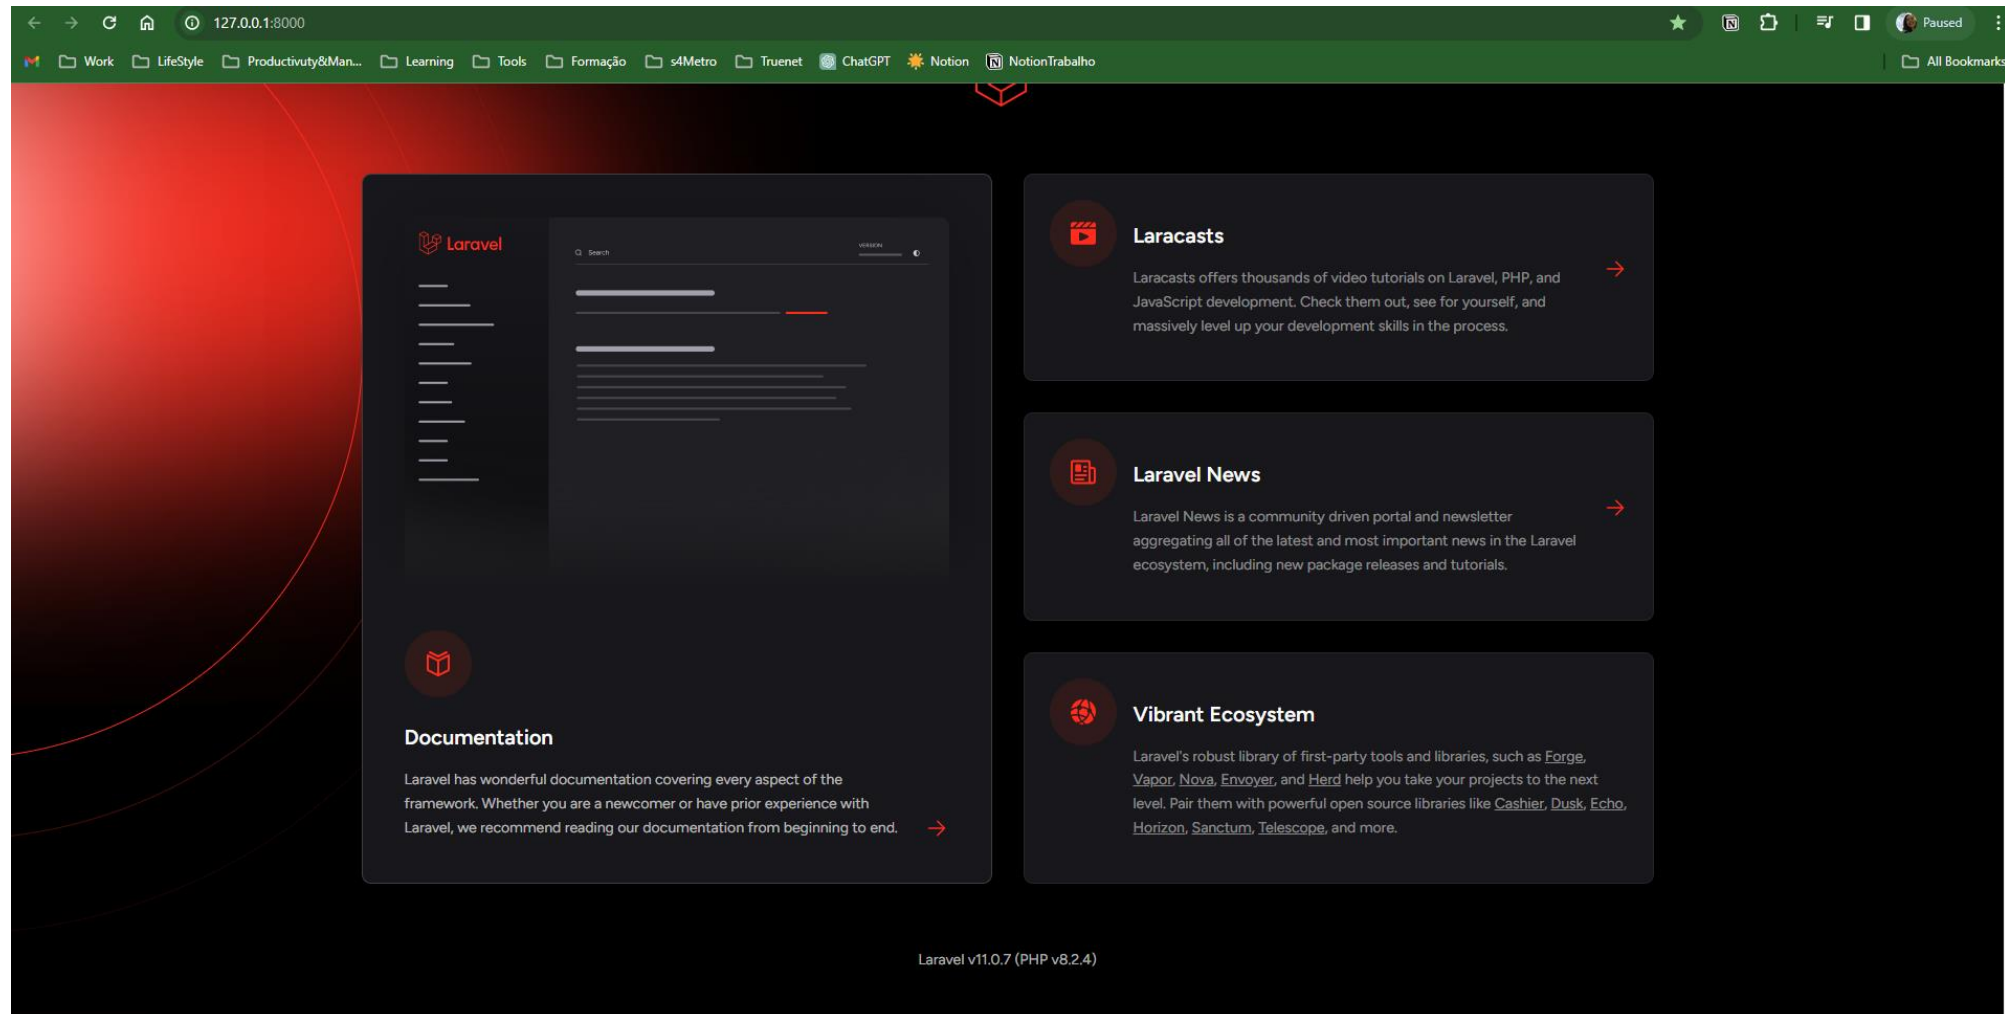 127.0.0.1:8000
Paused
Work
LifeStyle
Productivuty&Man...
Learning
Tools
Formação
s4Metro
Truenet
ChatGPT
Notion
NotionTrabalho
All Bookmarks
Laravel
Search
VERSION
Documentation
Laravel has wonderful documentation covering every aspect of the
framework. Whether you are a newcomer or have prior experience with
Laravel, we recommend reading our documentation from beginning to end.
Laracasts
Laracasts offers thousands of video tutorials on Laravel, PHP, and
JavaScript development. Check them out, see for yourself, and
massively level up your development skills in the process.
Laravel News
Laravel News is a community driven portal and newsletter
aggregating all of the latest and most important news in the Laravel
ecosystem, including new package releases and tutorials.
Vibrant Ecosystem
Laravel's robust library of first-party tools and libraries, such as Forge,
Vapor, Nova, Envoyer, and Herd help you take your projects to the next
level. Pair them with powerful open source libraries like Cashier, Dusk, Echo,
Horizon, Sanctum, Telescope, and more.
Laravel v11.0.7 (PHP v8.2.4)